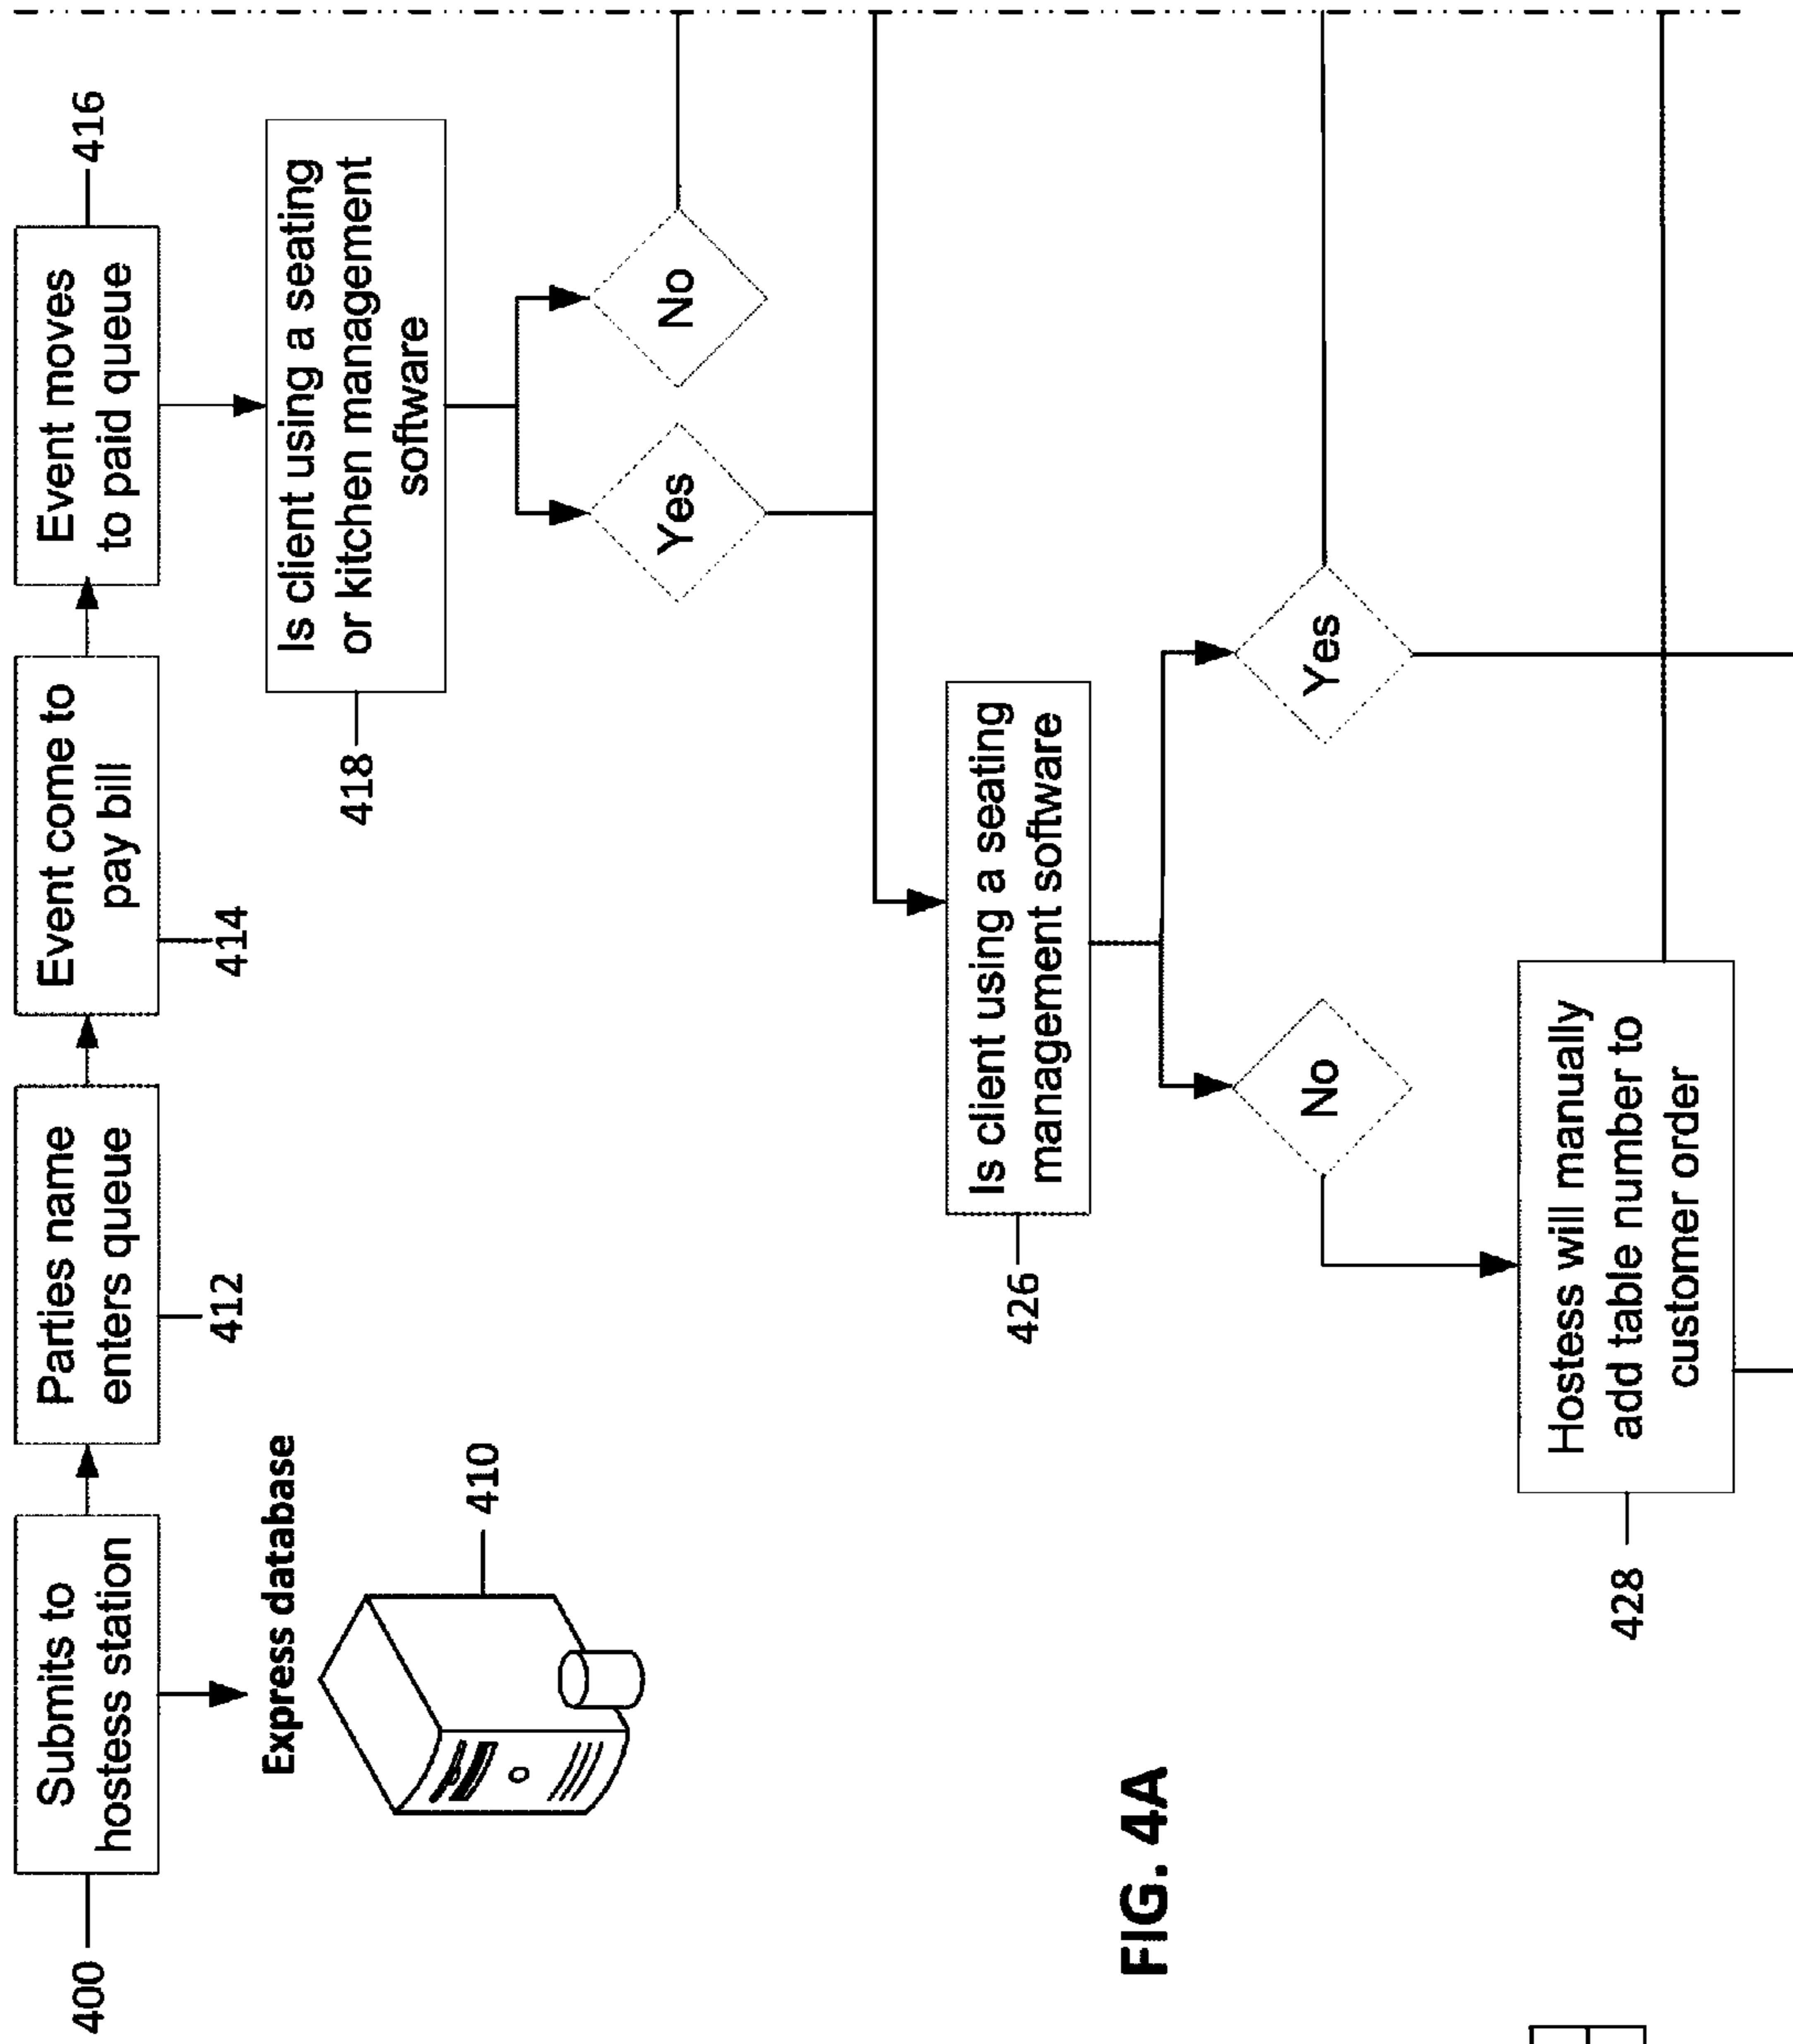 400
Submits to
hostess station
Parties name
enters queue
412
Event come to
pay bill
414
Event moves
to paid queue
416
Express database
410
418
Is client using a seating
or kitchen management
software
Yes
No
426
Is client using a seating
management software
No
Yes
428
Hostess will manually
add table number to
customer order
FIG. 4A